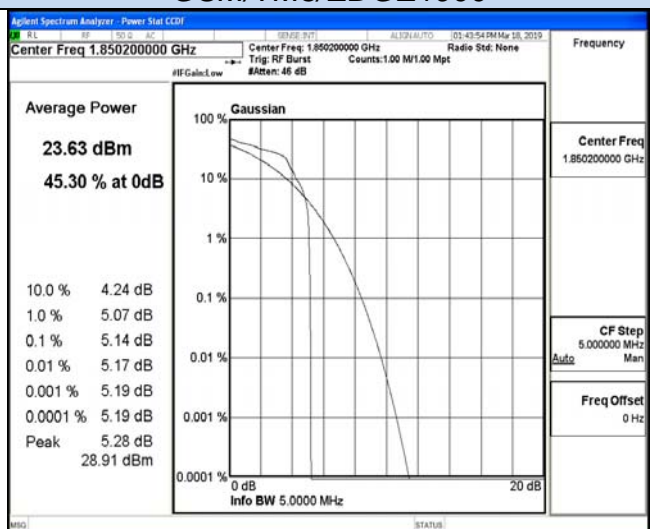 Agilent Spectrum Analyzer - Power Stat CCDF
RL RF 50 Ω AC SENSE:INT ALIGNAUTO 01:43:54 PM Mar 18, 2019
Center Freq 1.850200000 GHz
Center Freq: 1.850200000 GHz Radio Std: None
Trig: RF Burst Counts:1.00 M/1.00 Mpt
#IFGain:Low #Atten: 46 dB
Frequency
Average Power
23.63 dBm
45.30 % at 0dB
10.0 % 4.24 dB
1.0 % 5.07 dB
0.1 % 5.14 dB
0.01 % 5.17 dB
0.001 % 5.19 dB
0.0001 % 5.19 dB
Peak 5.28 dB
28.91 dBm
Gaussian
100 %
10 %
1 %
0.1 %
0.01 %
0.001 %
0.0001 %
0 dB 20 dB
Info BW 5.0000 MHz
Center Freq
1.850200000 GHz
CF Step
5.000000 MHz
Auto Man
Freq Offset
0 Hz
MSG STATUS